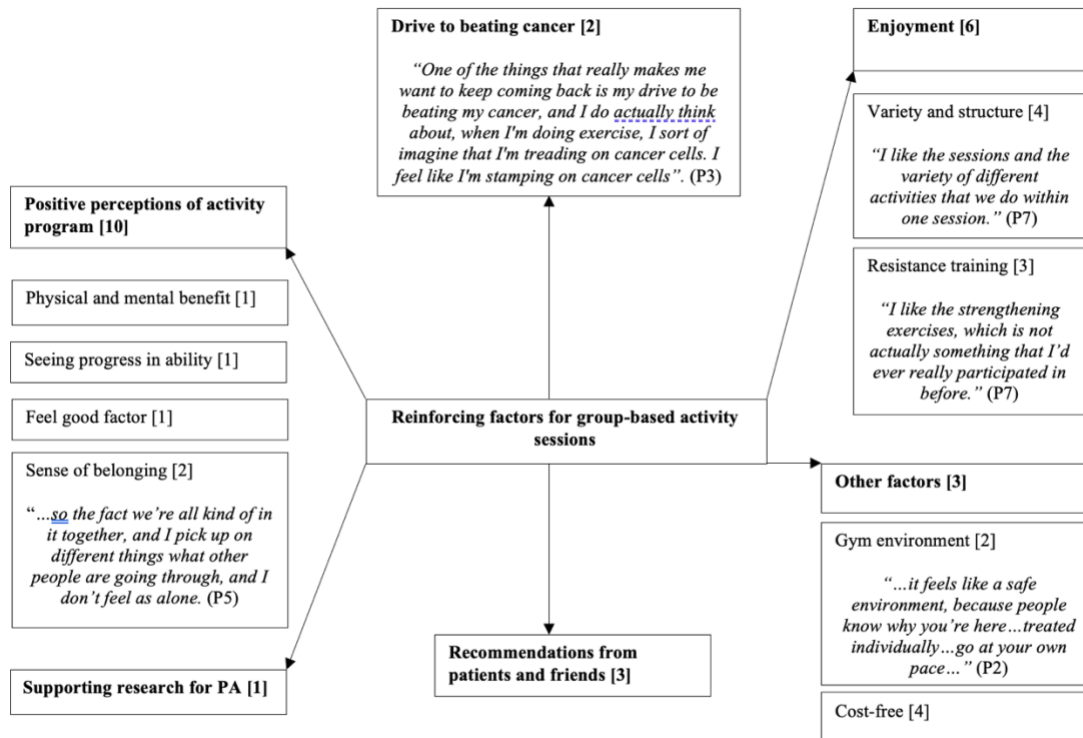 Drive to beating cancer [2]
“One of the things that really makes me
want to keep coming back is my drive to be
beating my cancer, and I do actually think
about, when I'm doing exercise, I sort of
imagine that I'm treading on cancer cells. I
feel like I'm stamping on cancer cells”. (P3)
Enjoyment [6]
Variety and structure [4]
“I like the sessions and the
variety of different
activities that we do within
one session.” (P7)
Resistance training [3]
“I like the strengthening
exercises, which is not
actually something that I’d
ever really participated in
before.” (P7)
Positive perceptions of activity
program [10]
Physical and mental benefit [1]
Seeing progress in ability [1]
Feel good factor [1]
Sense of belonging [2]
“…so the fact we’re all kind of in
it together, and I pick up on
different things what other
people are going through, and I
don’t feel as alone. (P5)
Reinforcing factors for group-based activity
sessions
Other factors [3]
Gym environment [2]
“…it feels like a safe
environment, because people
know why you’re here…treated
individually…go at your own
pace…” (P2)
Cost-free [4]
Recommendations from
patients and friends [3]
Supporting research for PA [1]